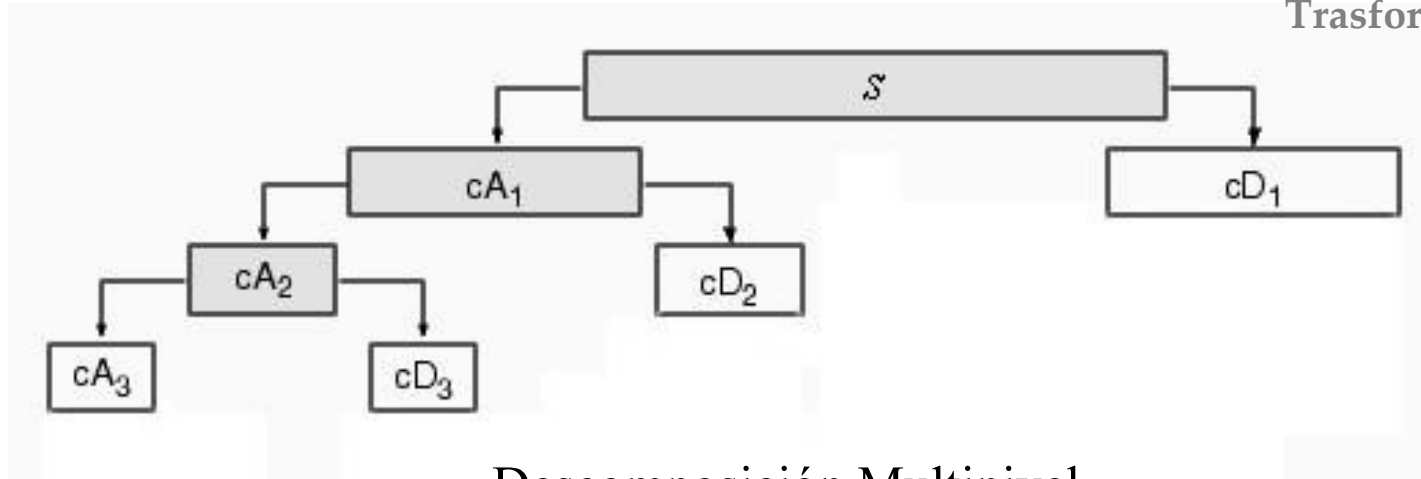 Trasfor
S
cA1
cD1
cA2
cD2
cA3
cD3
Descomposición Multinivel